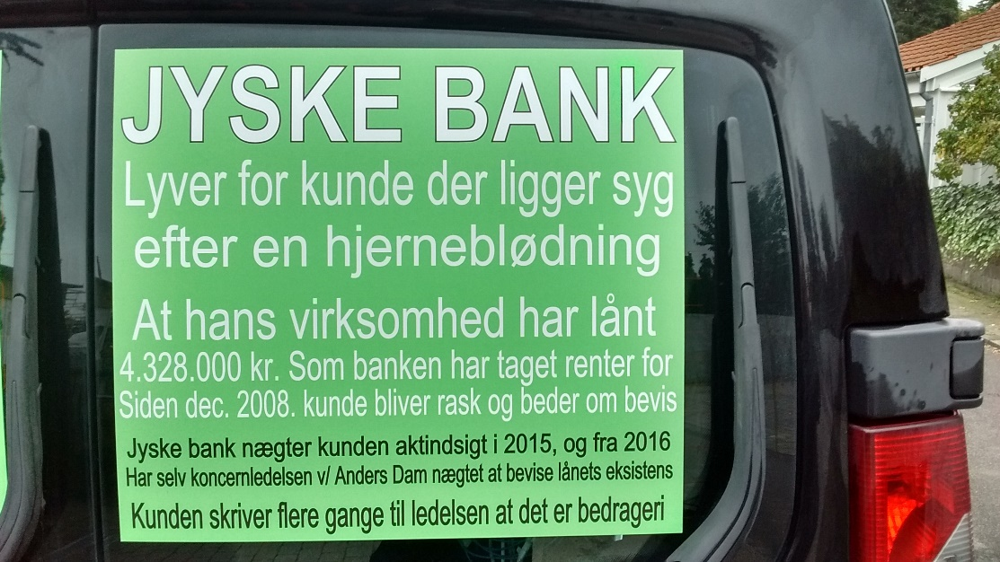 JYSKE BANK
Lyver for kunde der ligger syg
efter en hjerneblødning
At hans virksomhed har lånt
4.328.000 kr. Som banken har taget renter for
Siden dec. 2008. kunde bliver rask og beder om bevis
Jyske bank nægter kunden aktindsigt i 2015, og fra 2016
Har selv koncernledelsen v/ Anders Dam nægtet at bevise lånets eksistens
Kunden skriver flere gange til ledelsen at det er bedrageri